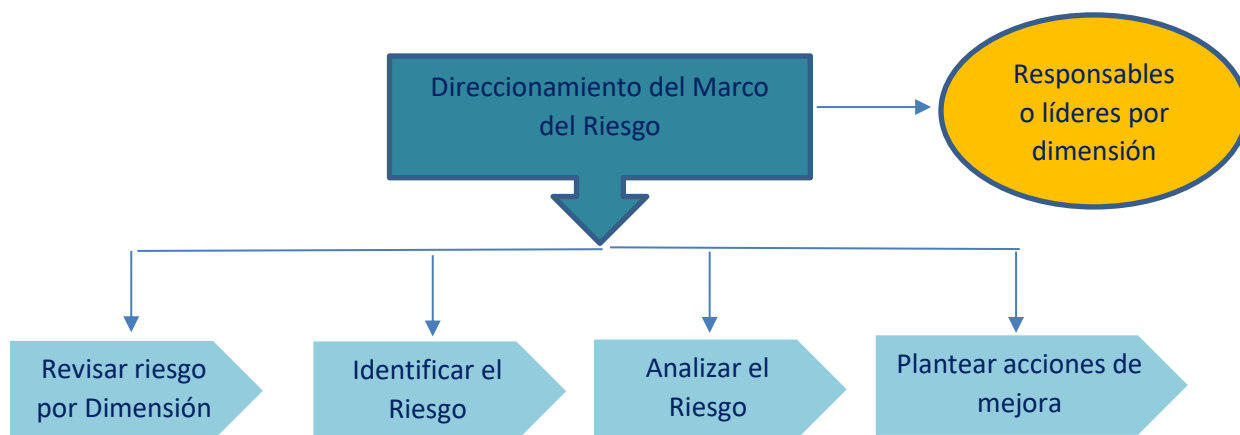 Direccionamiento del Marco
del Riesgo
Responsables
o líderes por
dimensión
Revisar riesgo
por Dimensión
Identificar el
Riesgo
Analizar el
Riesgo
Plantear acciones de
mejora